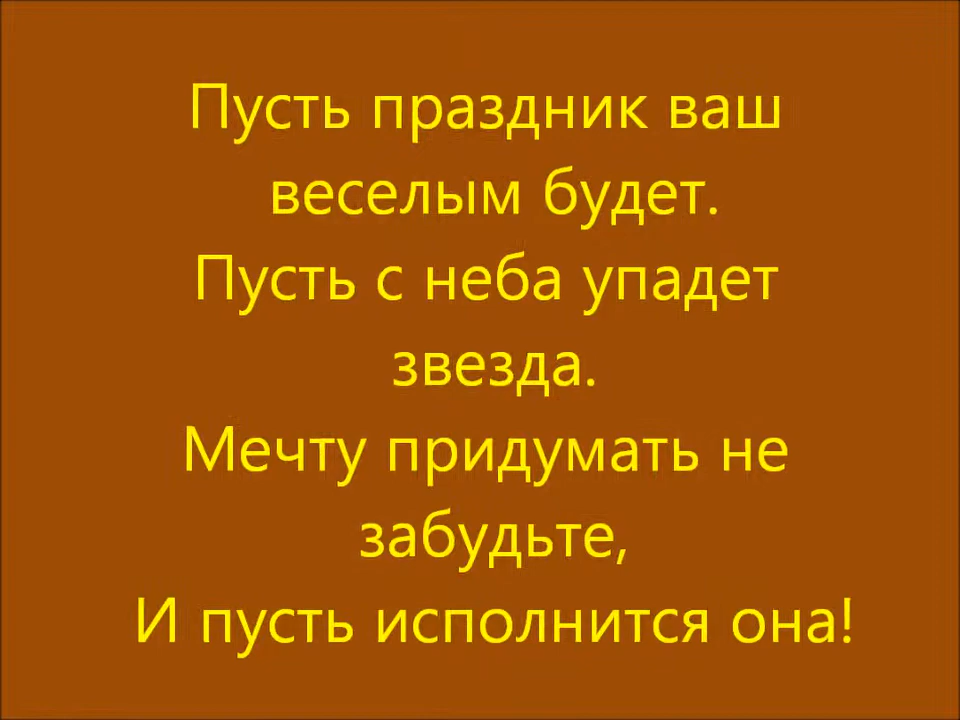 Пусть праздник ваш
веселым будет.
Пусть с неба упадет
звезда.
Мечту придумать не
забудьте,
И пусть исполнится она!